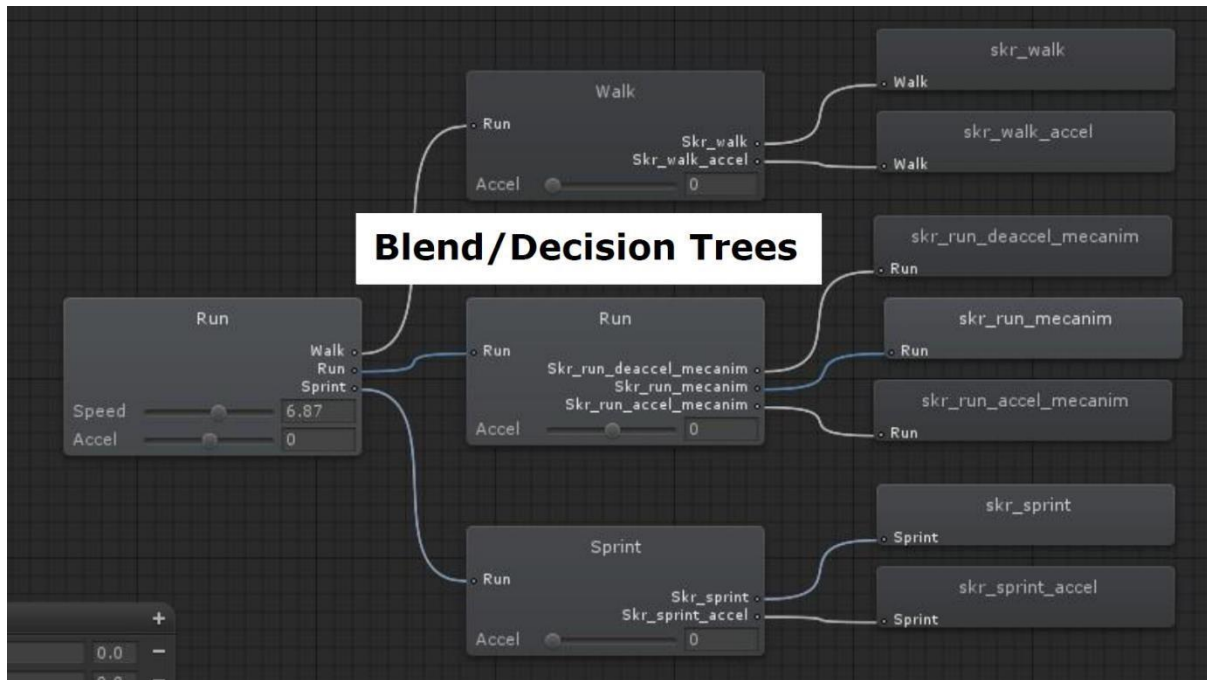 skr_walk
Walk
Walk
Run
Skr_walk
Skr_walk_accel
Accel 0
skr_walk_accel
Walk
Blend/Decision Trees
skr_run_deaccel_mecanim
Run
Run
Walk
Run
Sprint
Speed 6.87
Accel 0
Run
Run
Skr_run_deaccel_mecanim
Skr_run_mecanim
Skr_run_accel_mecanim
Accel 0
skr_run_mecanim
Run
skr_run_accel_mecanim
Run
Sprint
Run
Skr_sprint
Skr_sprint_accel
Accel 0
skr_sprint
Sprint
skr_sprint_accel
Sprint
+
0.0 −